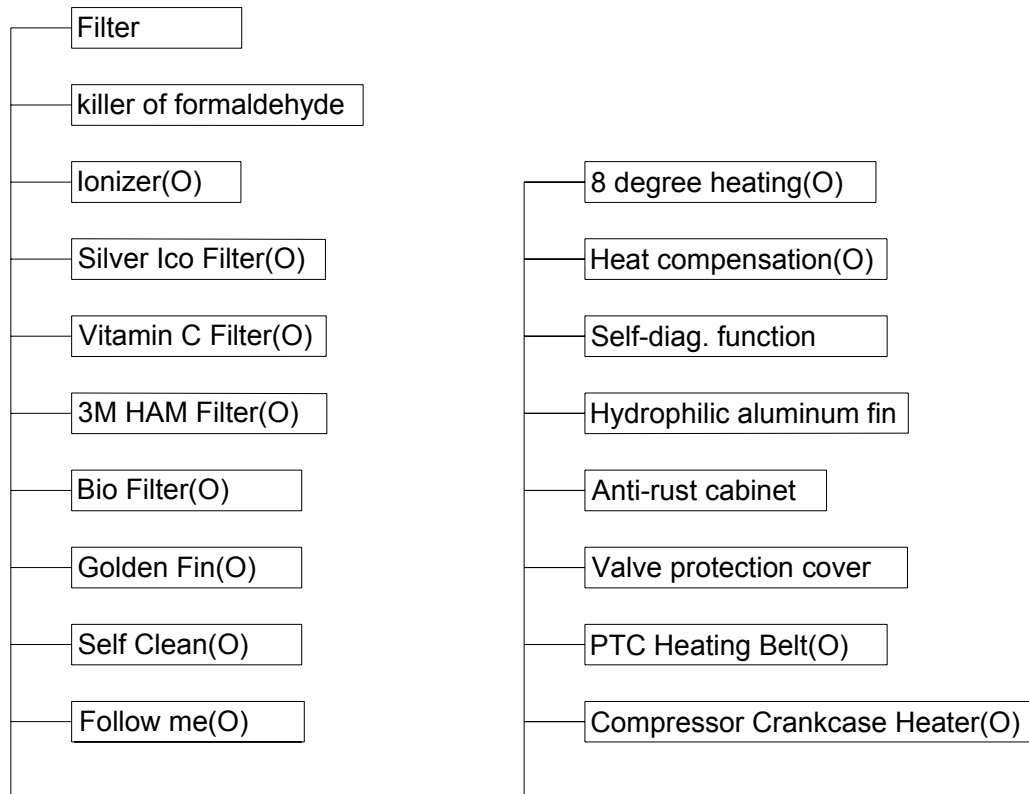 Filter
killer of formaldehyde
Ionizer(O)
Silver Ico Filter(O)
Vitamin C Filter(O)
3M HAM Filter(O)
Bio Filter(O)
Golden Fin(O)
Self Clean(O)
Follow me(O)
8 degree heating(O)
Heat compensation(O)
Self-diag. function
Hydrophilic aluminum fin
Anti-rust cabinet
Valve protection cover
PTC Heating Belt(O)
Compressor Crankcase Heater(O)